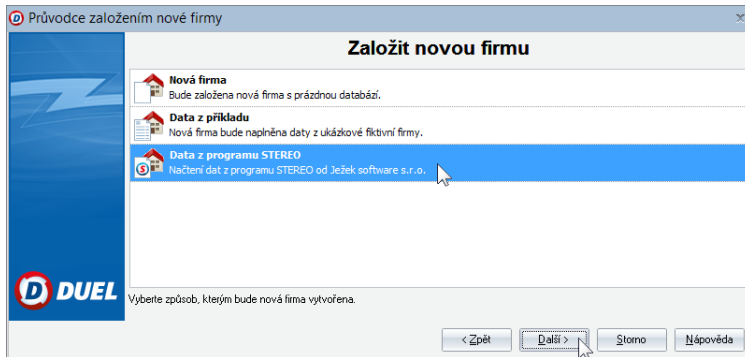 Průvodce založením nové firmy
Založit novou firmu
Nová firma
Bude založena nová firma s prázdnou databází.
Data z příkladu
Nová firma bude naplněna daty z ukázkové fiktivní firmy.
Data z programu STEREO
Načtení dat z programu STEREO od Ježek software s.r.o.
DUEL
Vyberte způsob, kterým bude nová firma vytvořena.
< Zpět Další > Storno Nápověda